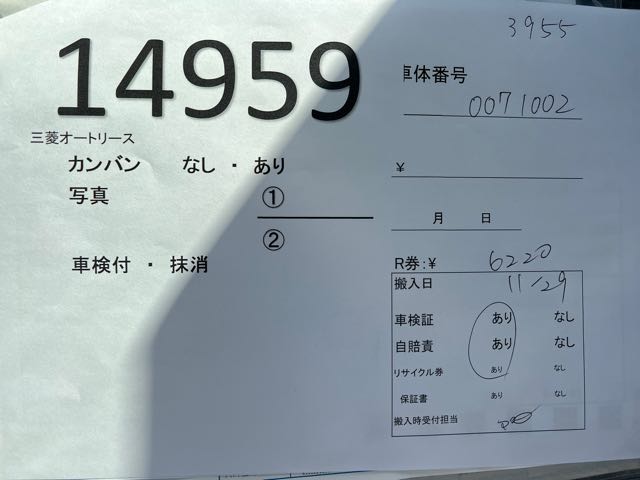 3955
14959
車体番号
0071002
三菱オートリース
カンバン なし ・ あり
¥
写真 ①
月 日
②
車検付 ・ 抹消
R券:¥ 6220
搬入日 11/29
車検証 あり なし
自賠責 あり なし
リサイクル券 あり なし
保証書 あり なし
搬入時受付担当